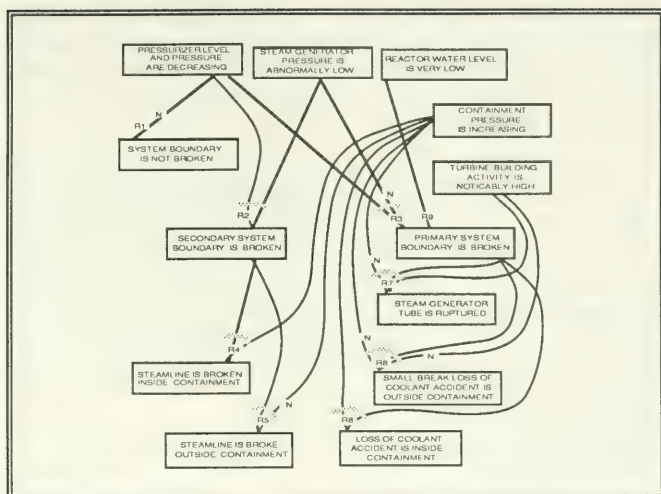 PRESSURIZER LEVEL
AND PRESSURE
ARE DECREASING
STEAM GENERATOR
PRESSURE IS
ABNORMALLY LOW
REACTOR WATER LEVEL
IS VERY LOW
CONTAINMENT
PRESSURE
IS INCREASING
N
R1
SYSTEM BOUNDARY
IS NOT BROKEN
TURBINE BUILDING
ACTIVITY IS
NOTICABLY HIGH
N
R2
R3
R9
SECONDARY SYSTEM
BOUNDARY IS BROKEN
PRIMARY SYSTEM
BOUNDARY IS BROKEN
N
R7
STEAM GENERATOR
TUBE IS RUPTURED
R4
N
R8
N
STEAMLINE IS BROKEN
INSIDE CONTAINMENT
SMALL BREAK LOSS OF
COOLANT ACCIDENT IS
OUTSIDE CONTAINMENT
N
R5
R6
STEAMLINE IS BROKE
OUTSIDE CONTAINMENT
LOSS OF COOLANT
ACCIDENT IS INSIDE
CONTAINMENT